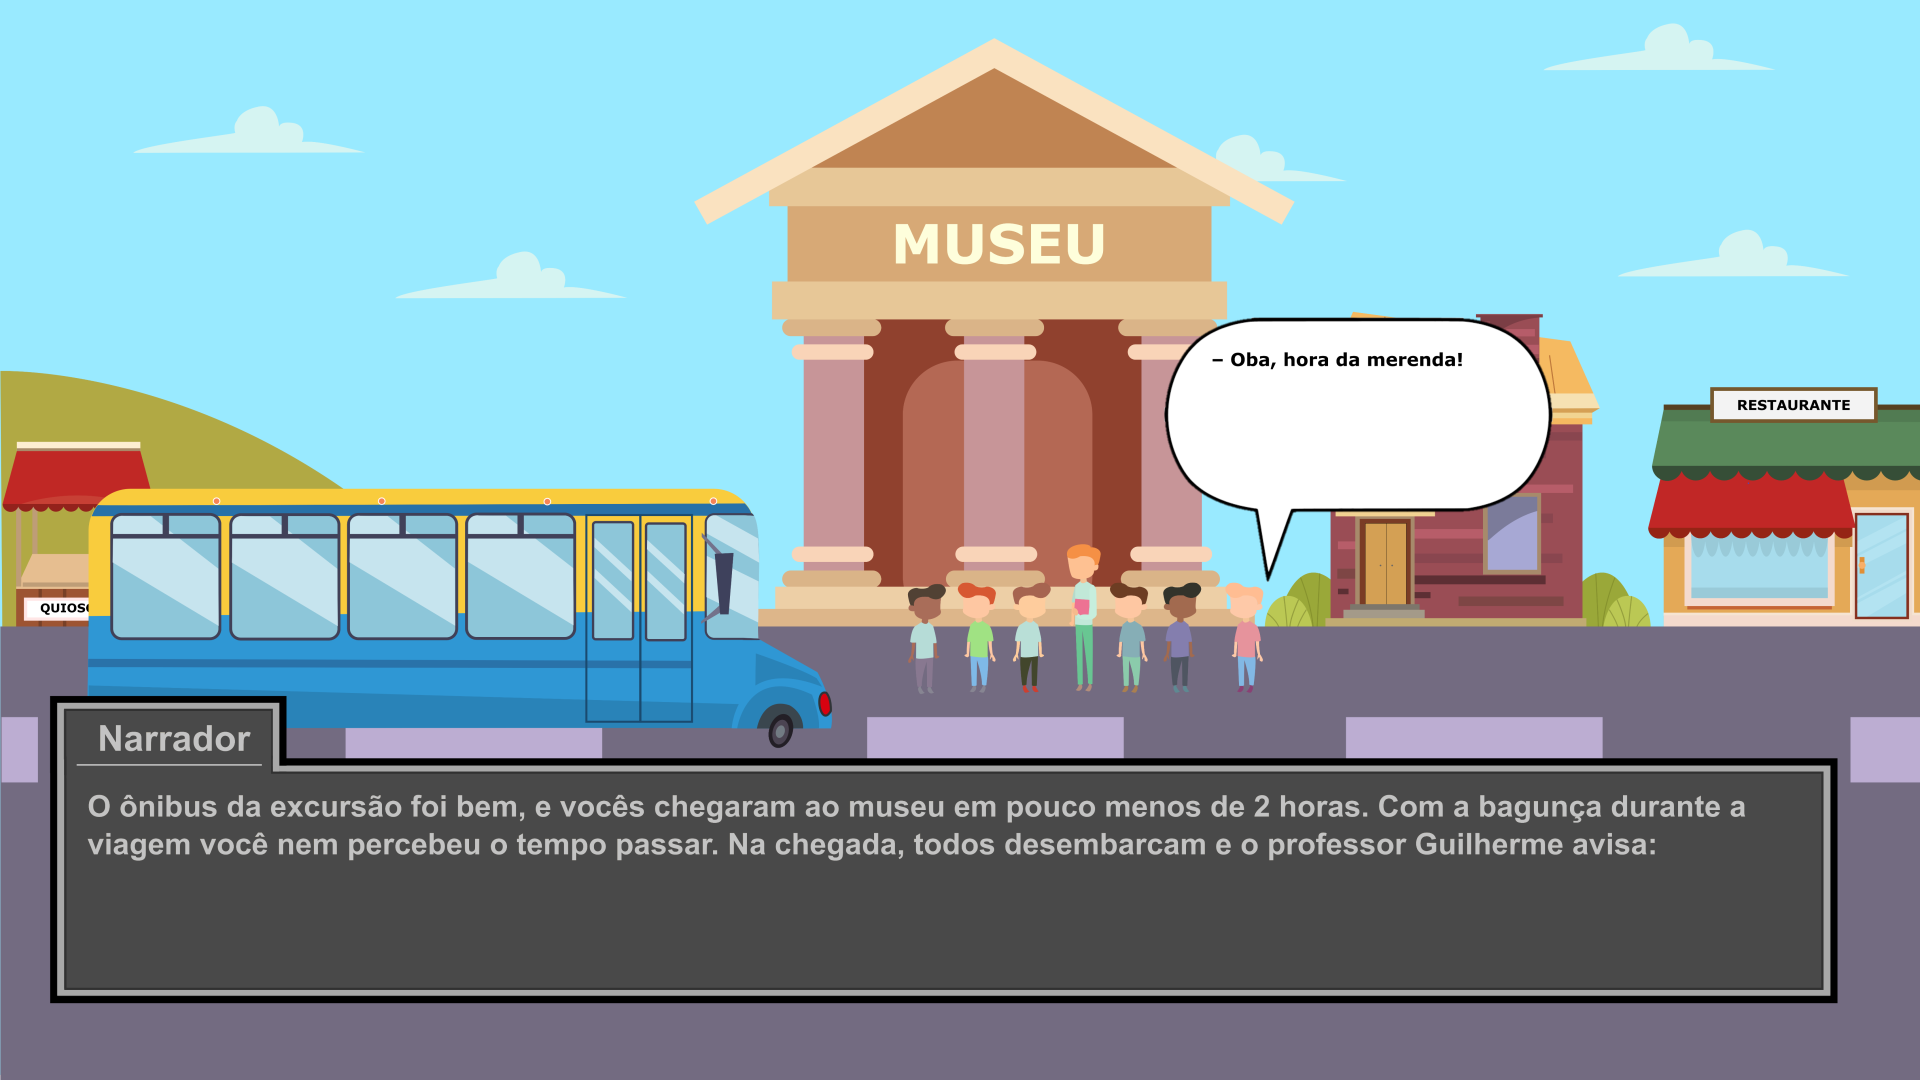 MUSEU
– Oba, hora da merenda!
RESTAURANTE
QUIOS
Narrador
O ônibus da excursão foi bem, e vocês chegaram ao museu em pouco menos de 2 horas. Com a bagunça durante a
viagem você nem percebeu o tempo passar. Na chegada, todos desembarcam e o professor Guilherme avisa: